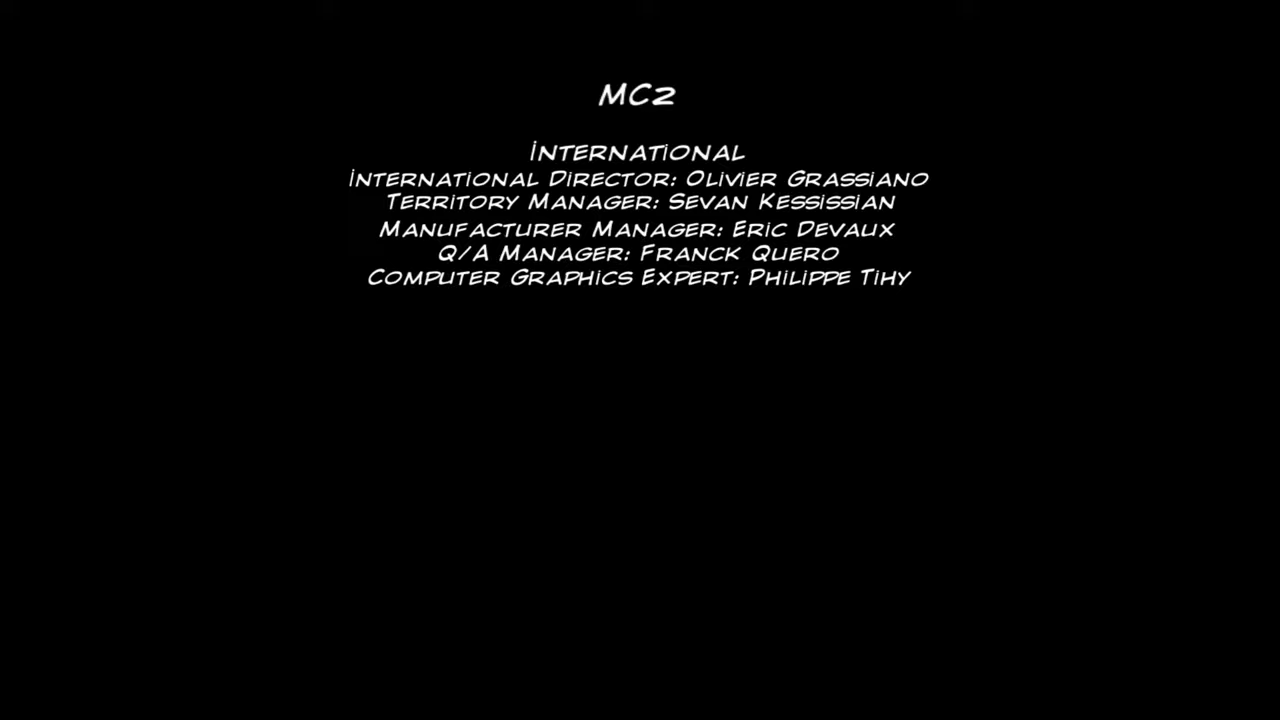 MC2
International
International Director: Olivier Grassiano
Territory Manager: Sevan Kessissian
Manufacturer Manager: Eric Devaux
Q/A Manager: Franck Quero
Computer Graphics Expert: Philippe Tihy